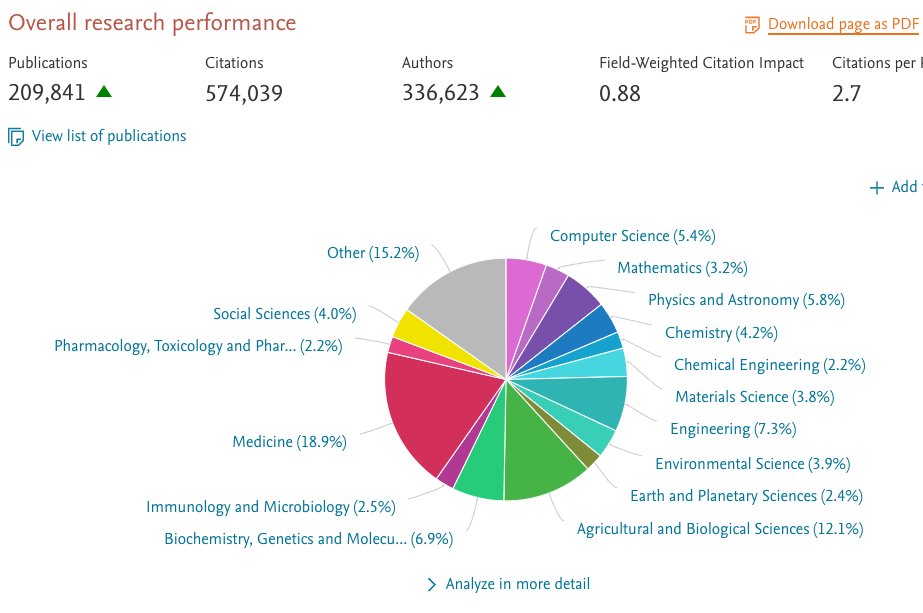 Overall research performance
Download page as PDF
Publications
Citations
Authors
Field-Weighted Citation Impact
Citations per
209,841
574,039
336,623
0.88
2.7
View list of publications
+ Add
Computer Science (5.4%)
Other (15.2%)
Mathematics (3.2%)
Physics and Astronomy (5.8%)
Social Sciences (4.0%)
Chemistry (4.2%)
Pharmacology, Toxicology and Phar... (2.2%)
Chemical Engineering (2.2%)
Materials Science (3.8%)
Engineering (7.3%)
Medicine (18.9%)
Environmental Science (3.9%)
Earth and Planetary Sciences (2.4%)
Immunology and Microbiology (2.5%)
Agricultural and Biological Sciences (12.1%)
Biochemistry, Genetics and Molecu... (6.9%)
Analyze in more detail